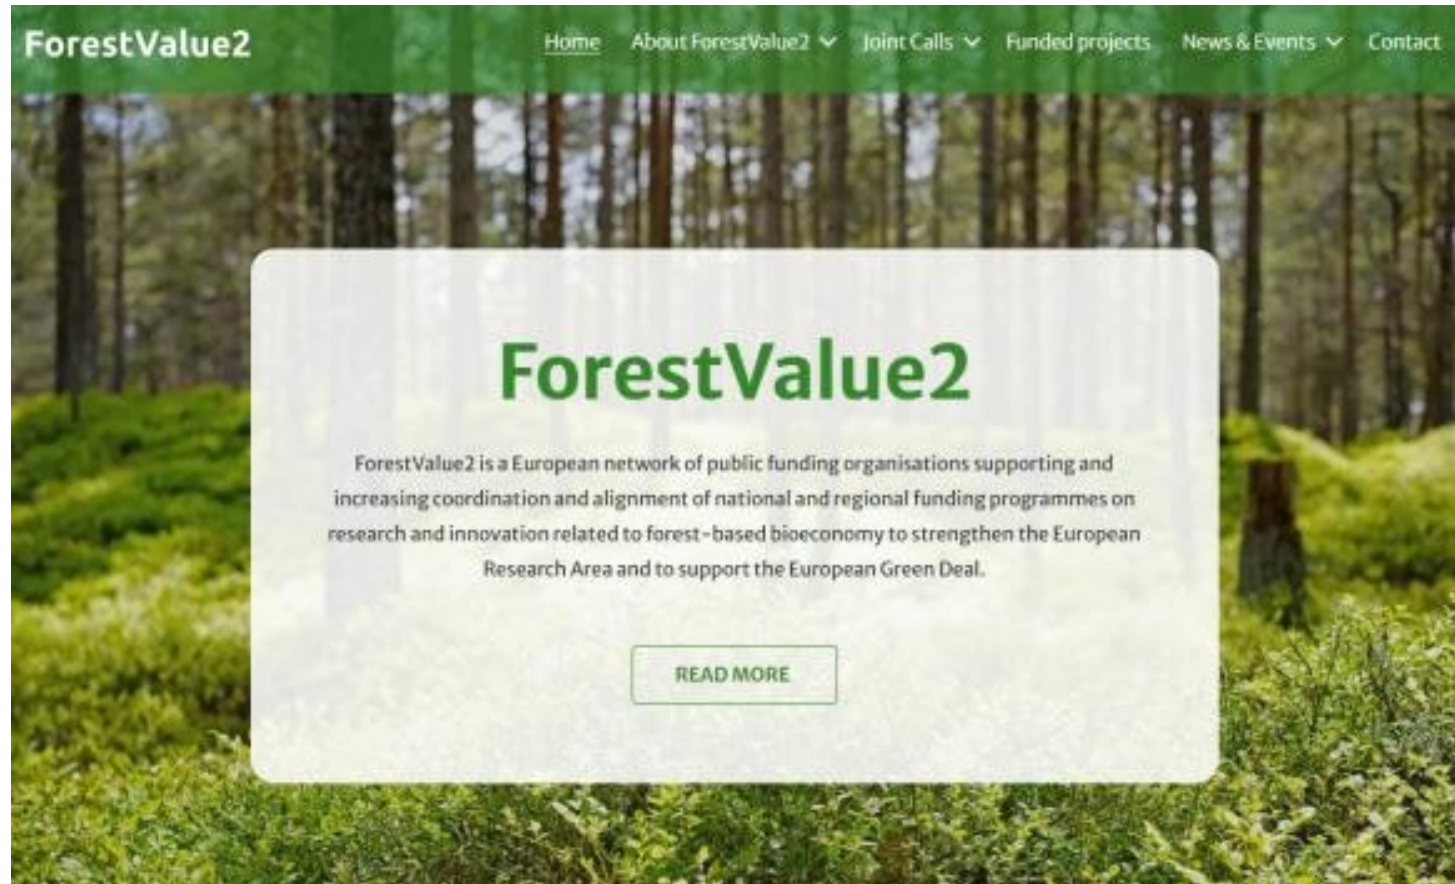 ForestValue2
Home About ForestValue2 Joint Calls Funded projects News & Events Contact
ForestValue2
ForestValue2 is a European network of public funding organisations supporting and
increasing coordination and alignment of national and regional funding programmes on
research and innovation related to forest-based bioeconomy to strengthen the European
Research Area and to support the European Green Deal.
READ MORE